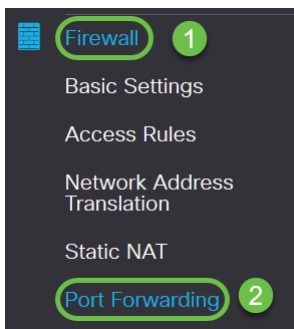 Firewall 1
Basic Settings
Access Rules
Network Address
Translation
Static NAT
Port Forwarding 2